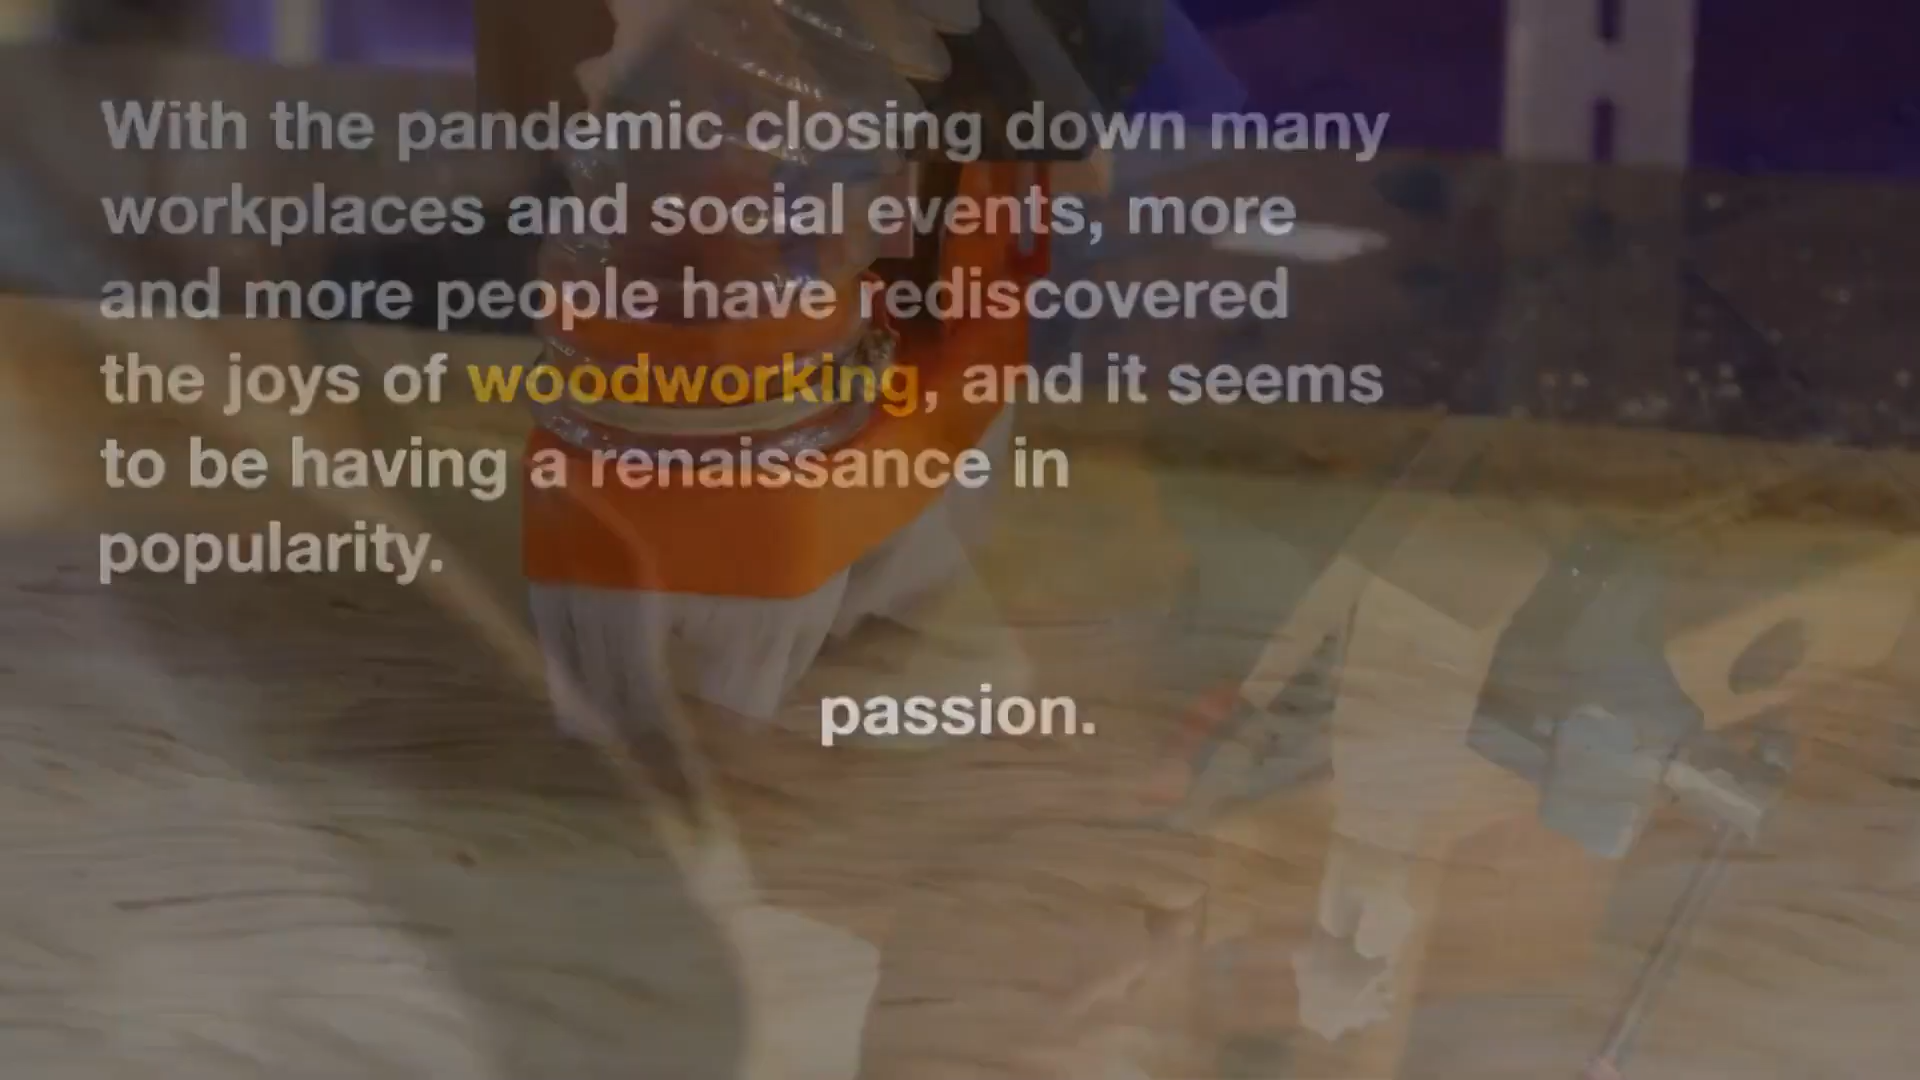 With the pandemic closing down many
workplaces and social events, more
and more people have rediscovered
the joys of woodworking, and it seems
to be having a renaissance in
popularity.
passion.